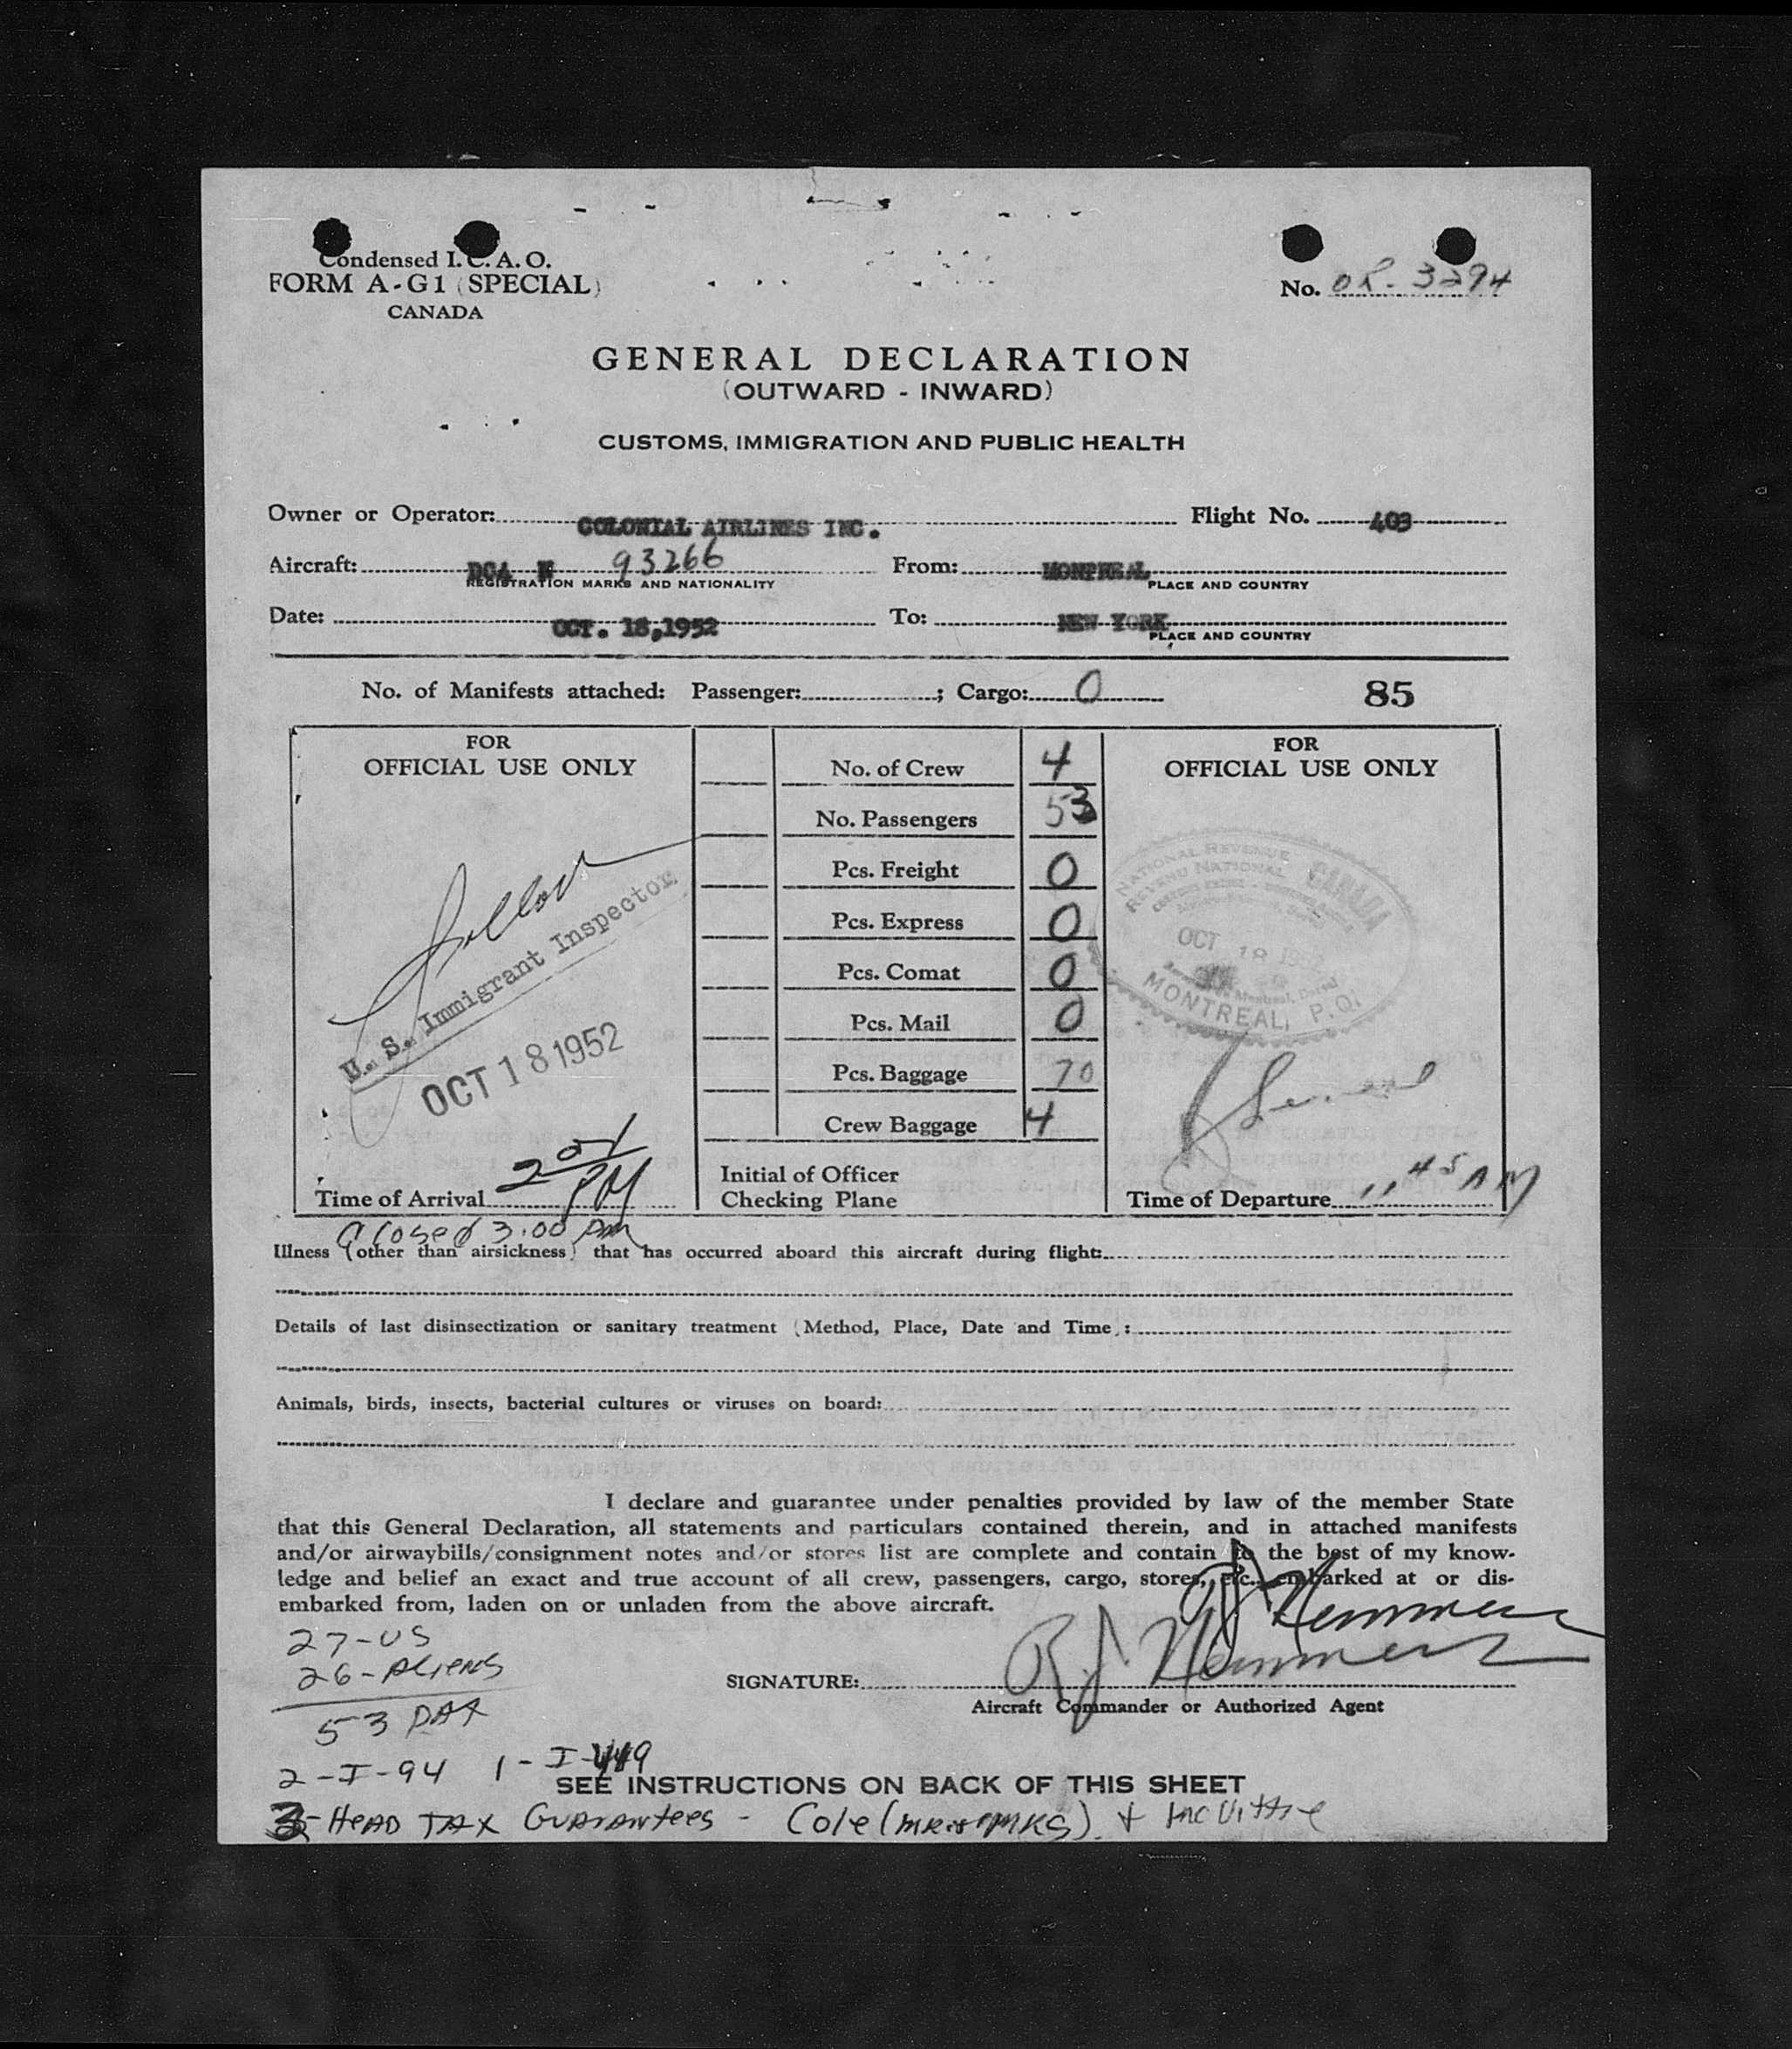 Condensed I.C.A.O.
FORM A-G1 (SPECIAL)
CANADA
No. OR-3294
GENERAL DECLARATION
(OUTWARD - INWARD)
CUSTOMS, IMMIGRATION AND PUBLIC HEALTH
Owner or Operator: COLONIAL AIRLINES INC. Flight No. 403
Aircraft: DC4 N 93266 From: MONTREAL
REGISTRATION MARKS AND NATIONALITY PLACE AND COUNTRY
Date: OCT. 18,1952 To: NEW YORK
PLACE AND COUNTRY
No. of Manifests attached: Passenger: ; Cargo: 0 85
FOR
OFFICIAL USE ONLY
U. S. Immigrant Inspector
OCT 18 1952
Time of Arrival 2 01 PM
Closed 3:00 PM
No. of Crew 4
No. Passengers 53
Pcs. Freight 0
Pcs. Express 0
Pcs. Comat 0
Pcs. Mail 0
Pcs. Baggage 70
Crew Baggage 4
Initial of Officer
Checking Plane
FOR
OFFICIAL USE ONLY
NATIONAL REVENUE CANADA
REVENU NATIONAL
OCT 18 1952
MONTREAL, P.Q.
Time of Departure 11 45 AM
Illness (other than airsickness) that has occurred aboard this aircraft during flight:
Details of last disinsectization or sanitary treatment (Method, Place, Date and Time):
Animals, birds, insects, bacterial cultures or viruses on board:
I declare and guarantee under penalties provided by law of the member State
that this General Declaration, all statements and particulars contained therein, and in attached manifests
and/or airwaybills/consignment notes and/or stores list are complete and contain to the best of my know-
ledge and belief an exact and true account of all crew, passengers, cargo, stores, etc., embarked at or dis-
embarked from, laden on or unladen from the above aircraft.
27-US
26-Aliens
53 PAX
SIGNATURE:
Aircraft Commander or Authorized Agent
2-I-94 1-I-449
SEE INSTRUCTIONS ON BACK OF THIS SHEET
3-HEAD TAX Guarantees - Cole